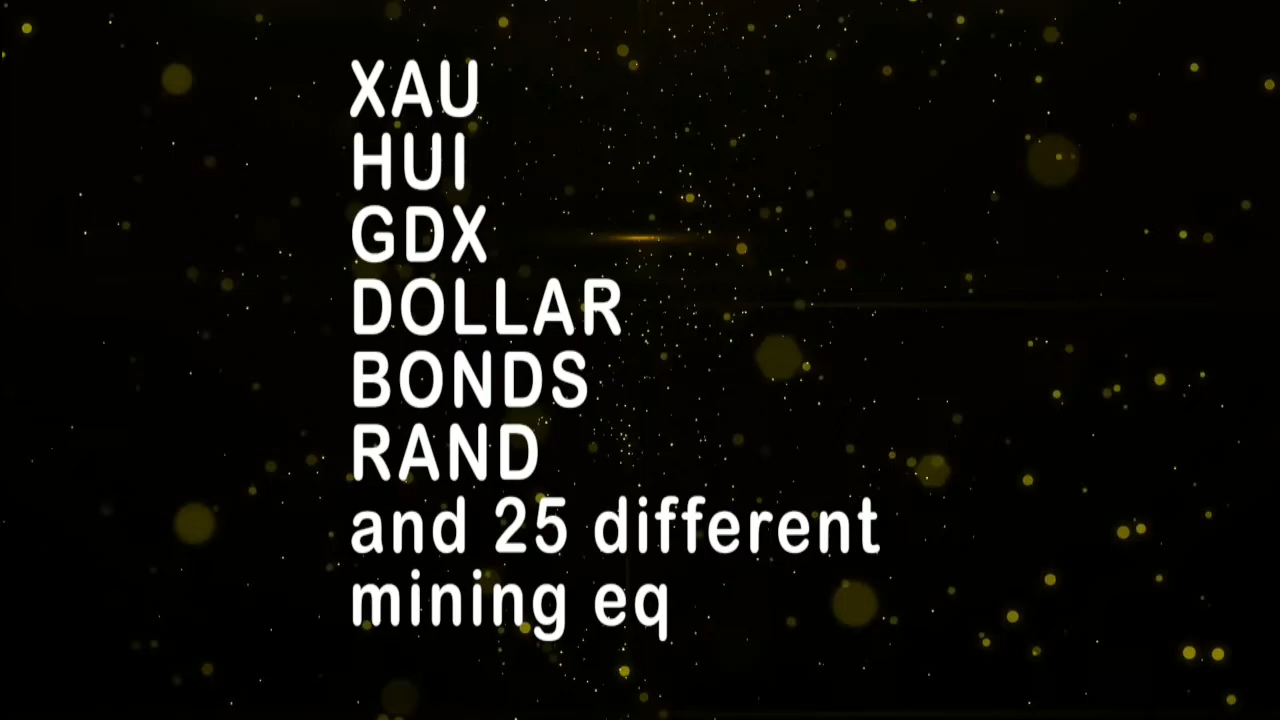 XAU
HUI
GDX
DOLLAR
BONDS
RAND
and 25 different
mining eq